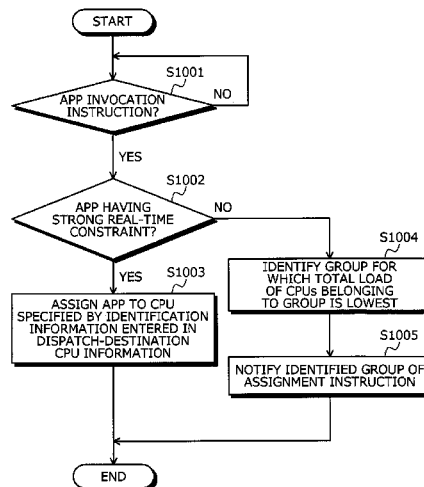 START
S1001
APP INVOCATION
INSTRUCTION?
NO
YES
S1002
APP HAVING
STRONG REAL-TIME
CONSTRAINT?
NO
YES
S1003
ASSIGN APP TO CPU
SPECIFIED BY IDENTIFICATION
INFORMATION ENTERED IN
DISPATCH-DESTINATION
CPU INFORMATION
S1004
IDENTIFY GROUP FOR
WHICH TOTAL LOAD
OF CPUs BELONGING
TO GROUP IS LOWEST
S1005
NOTIFY IDENTIFIED GROUP OF
ASSIGNMENT INSTRUCTION
END